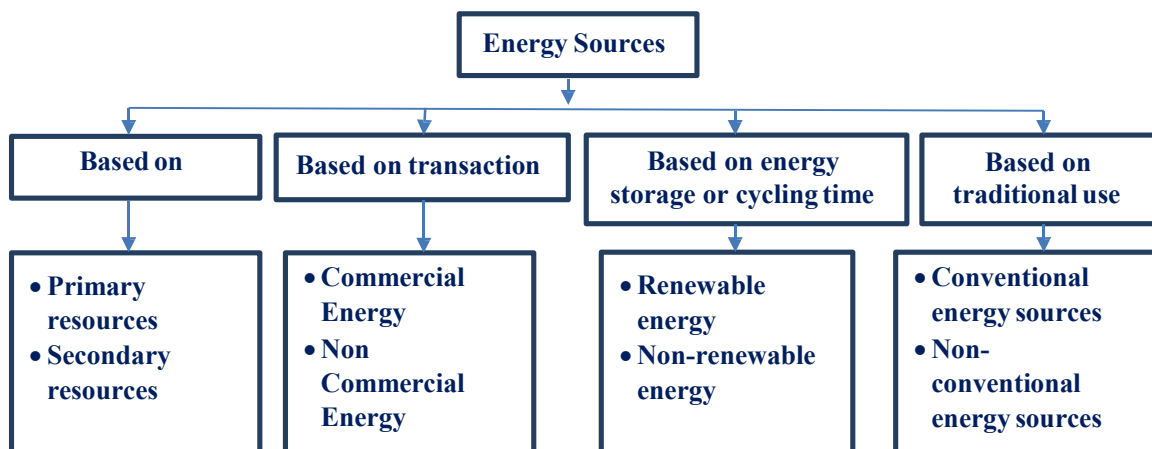 Energy Sources
Based on
Based on transaction
Based on energy
storage or cycling time
Based on
traditional use
• Primary
resources
• Secondary
resources
• Commercial
Energy
• Non
Commercial
Energy
• Renewable
energy
• Non-renewable
energy
• Conventional
energy sources
• Non-
conventional
energy sources